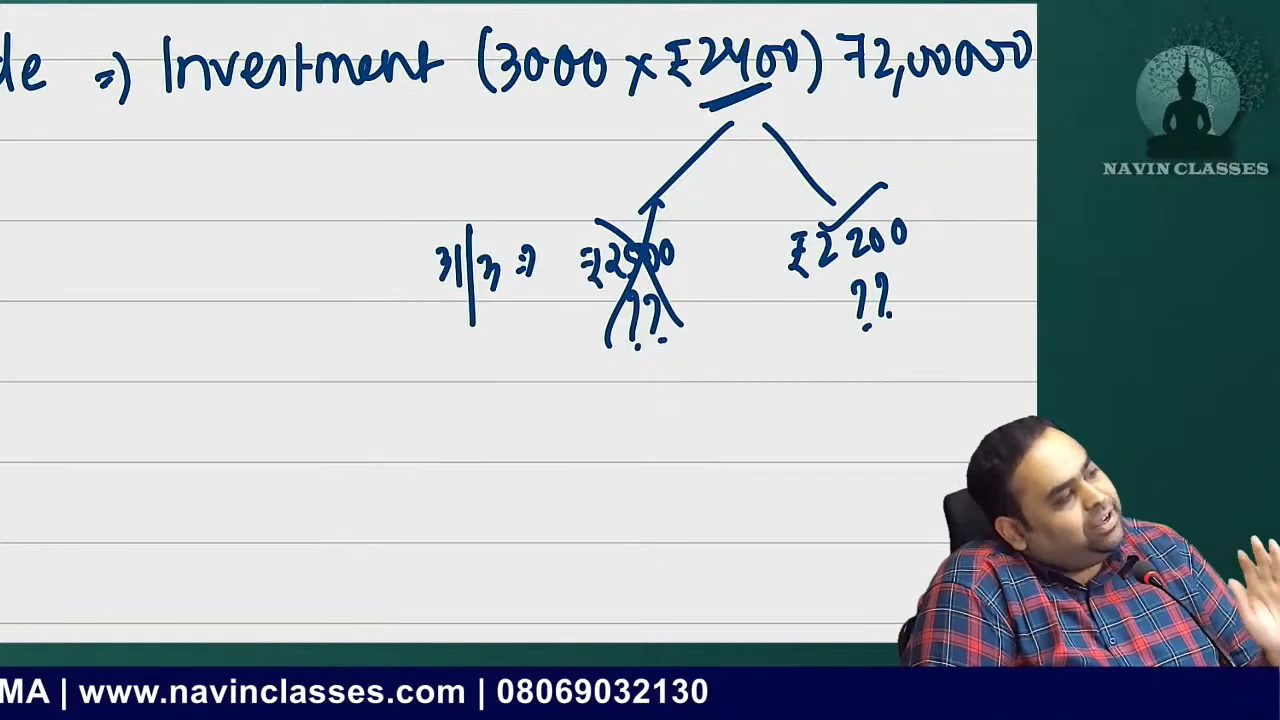 de => Investment (3000 x ₹2400) 72,00000
NAVIN CLASSES
31/3 => ₹2500 ₹2200
?? ??
MA | www.navinclasses.com | 08069032130